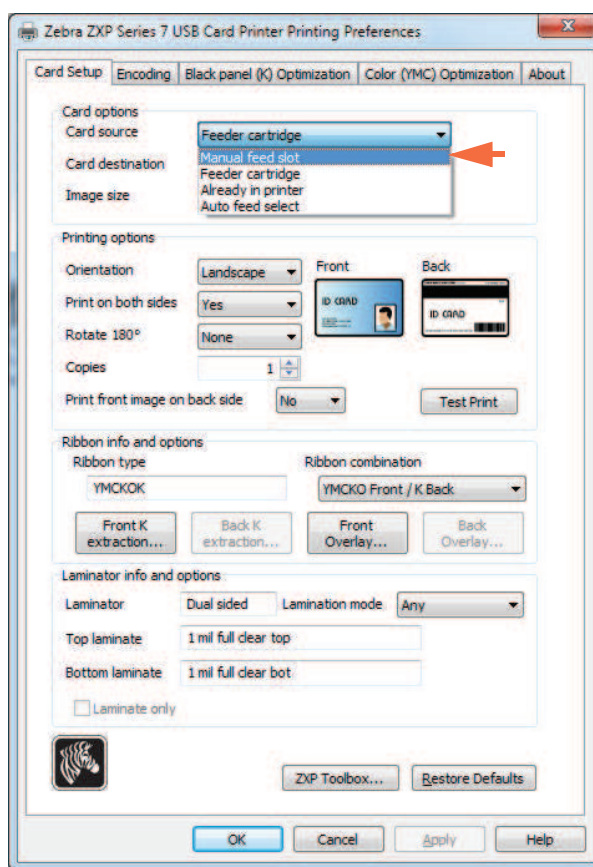 Zebra ZXP Series 7 USB Card Printer Printing Preferences
Card Setup Encoding Black panel (K) Optimization Color (YMC) Optimization About
Card options
Card source Feeder cartridge
Manual feed slot
Card destination
Feeder cartridge
Already in printer
Image size
Auto feed select
Printing options
Orientation Landscape Front Back
Print on both sides Yes
ID CARD
ID CARD
Rotate 180° None
Copies 1
Print front image on back side No Test Print
Ribbon info and options
Ribbon type Ribbon combination
YMCKOK YMCKO Front / K Back
Front K extraction... Back K extraction... Front Overlay... Back Overlay...
Laminator info and options
Laminator Dual sided Lamination mode Any
Top laminate 1 mil full clear top
Bottom laminate 1 mil full clear bot
Laminate only
ZXP Toolbox... Restore Defaults
OK Cancel Apply Help